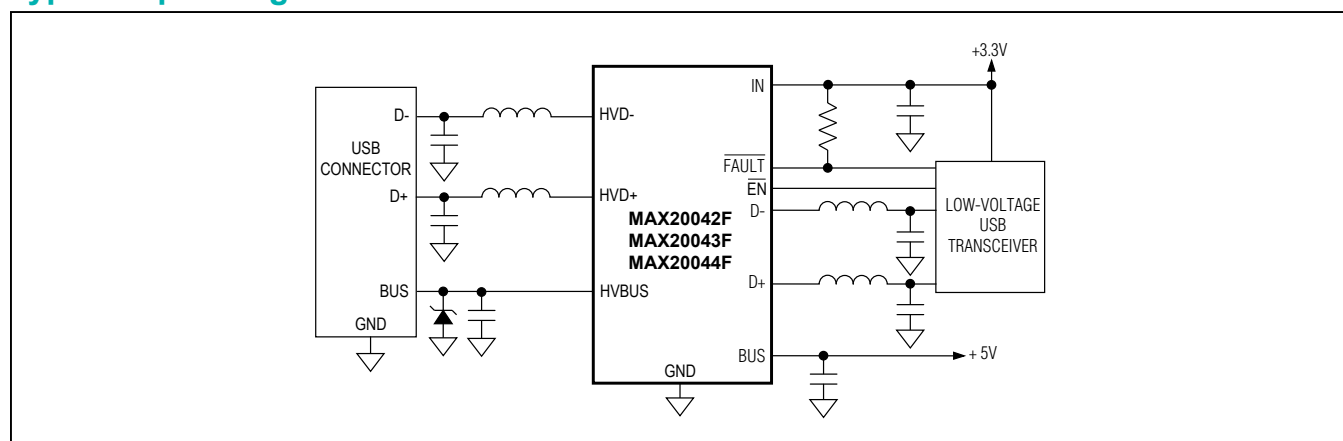 D-
USB
CONNECTOR
D+
BUS
GND
HVD-
HVD+
MAX20042F
MAX20043F
MAX20044F
HVBUS
GND
IN
FAULT
EN
D-
D+
BUS
+3.3V
LOW-VOLTAGE
USB
TRANSCEIVER
+ 5V